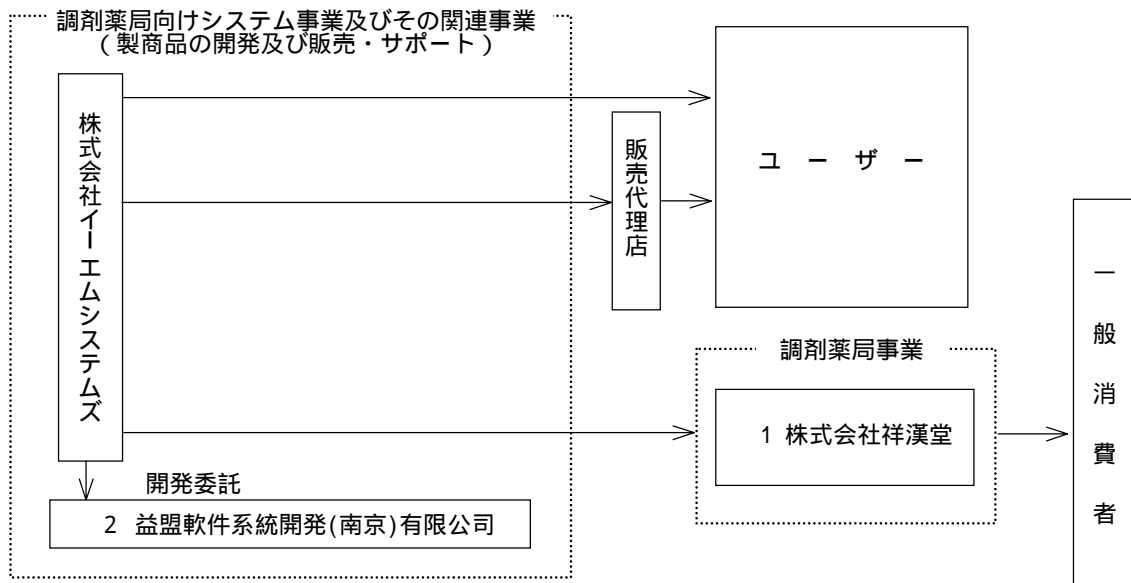 調剤薬局向けシステム事業及びその関連事業
(製商品の開発及び販売・サポート)
株式会社イーエムシステムズ
販売代理店
ユーザー
調剤薬局事業
1 株式会社祥漢堂
一般消費者
開発委託
2 益盟軟件系統開発(南京)有限公司